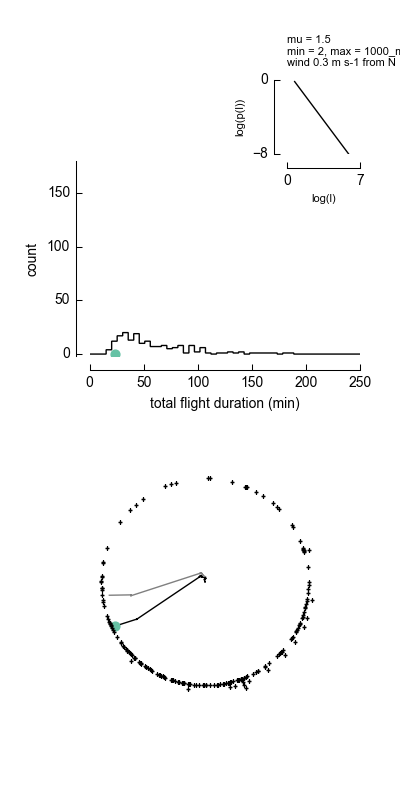 mu = 1.5
min = 2, max = 1000_m
wind 0.3 m s-1 from N
0
log(p(l))
−8
0 7
log(l)
150
100
count
50
0
0 50 100 150 200 250
total flight duration (min)